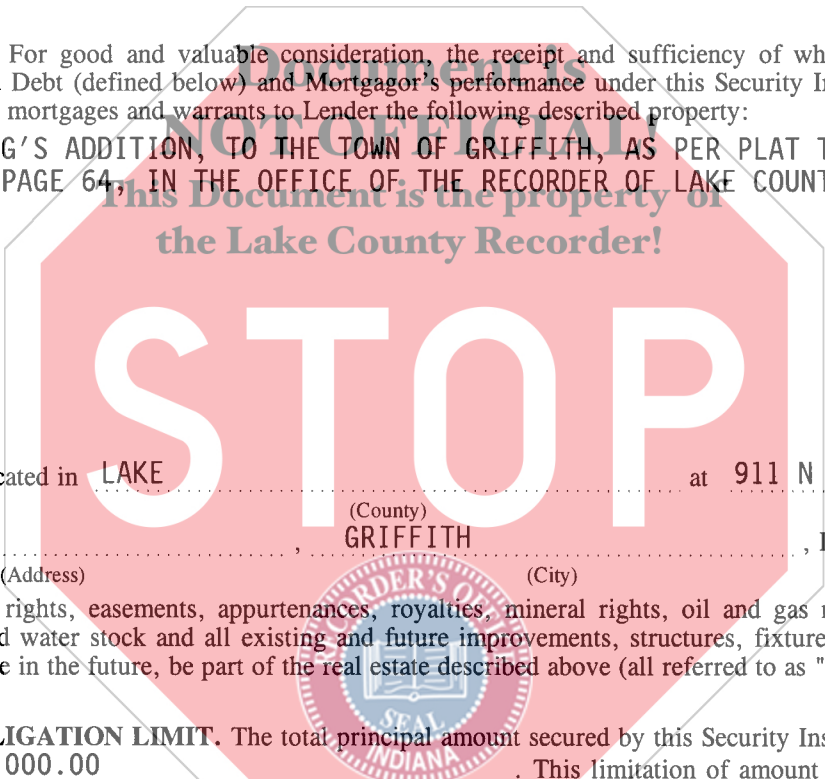 For good and valuable consideration, the receipt and sufficiency of wh
Document is
Debt (defined below) and Mortgagor's performance under this Security I
mortgages and warrants to Lender the following described property:
NOT OFFICIAL!
G'S ADDITION, TO THE TOWN OF GRIFFITH, AS PER PLAT T
PAGE 64, IN THE OFFICE OF THE RECORDER OF LAKE COUNT
This Document is the property of
the Lake County Recorder!
STOP
cated in LAKE at 911 N
(County)
, GRIFFITH ,
(Address) (City)
rights, easements, appurtenances, royalties, mineral rights, oil and gas
d water stock and all existing and future improvements, structures, fixture
e in the future, be part of the real estate described above (all referred to as "
RECORDER'S OFFICE
SEAL
INDIANA
LIGATION LIMIT. The total principal amount secured by this Security Ins
000.00 . This limitation of amount